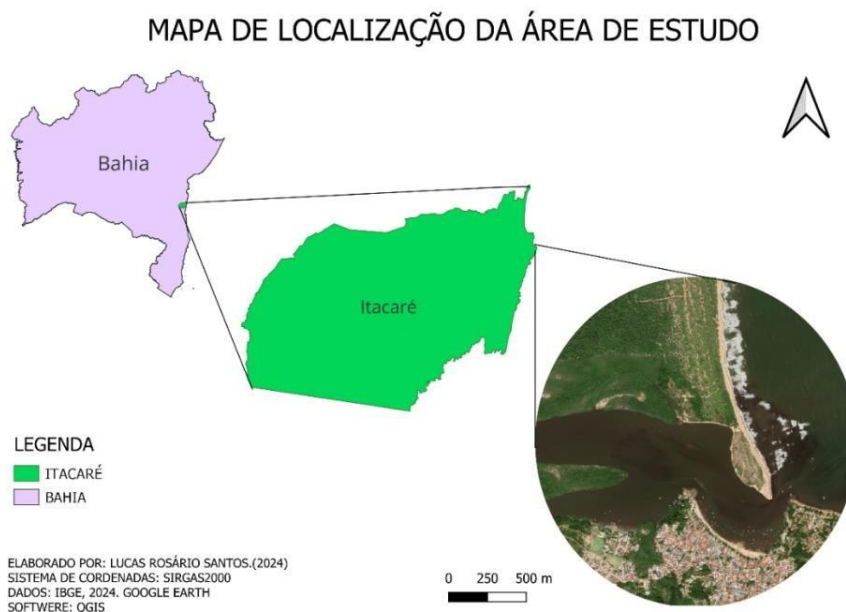 MAPA DE LOCALIZAÇÃO DA ÁREA DE ESTUDO
Bahia
Itacaré
LEGENDA
ITACARÉ
BAHIA
ELABORADO POR: LUCAS ROSÁRIO SANTOS.(2024)
SISTEMA DE CORDENADAS: SIRGAS2000
DADOS: IBGE, 2024. GOOGLE EARTH
SOFTWERE: QGIS
0 250 500 m